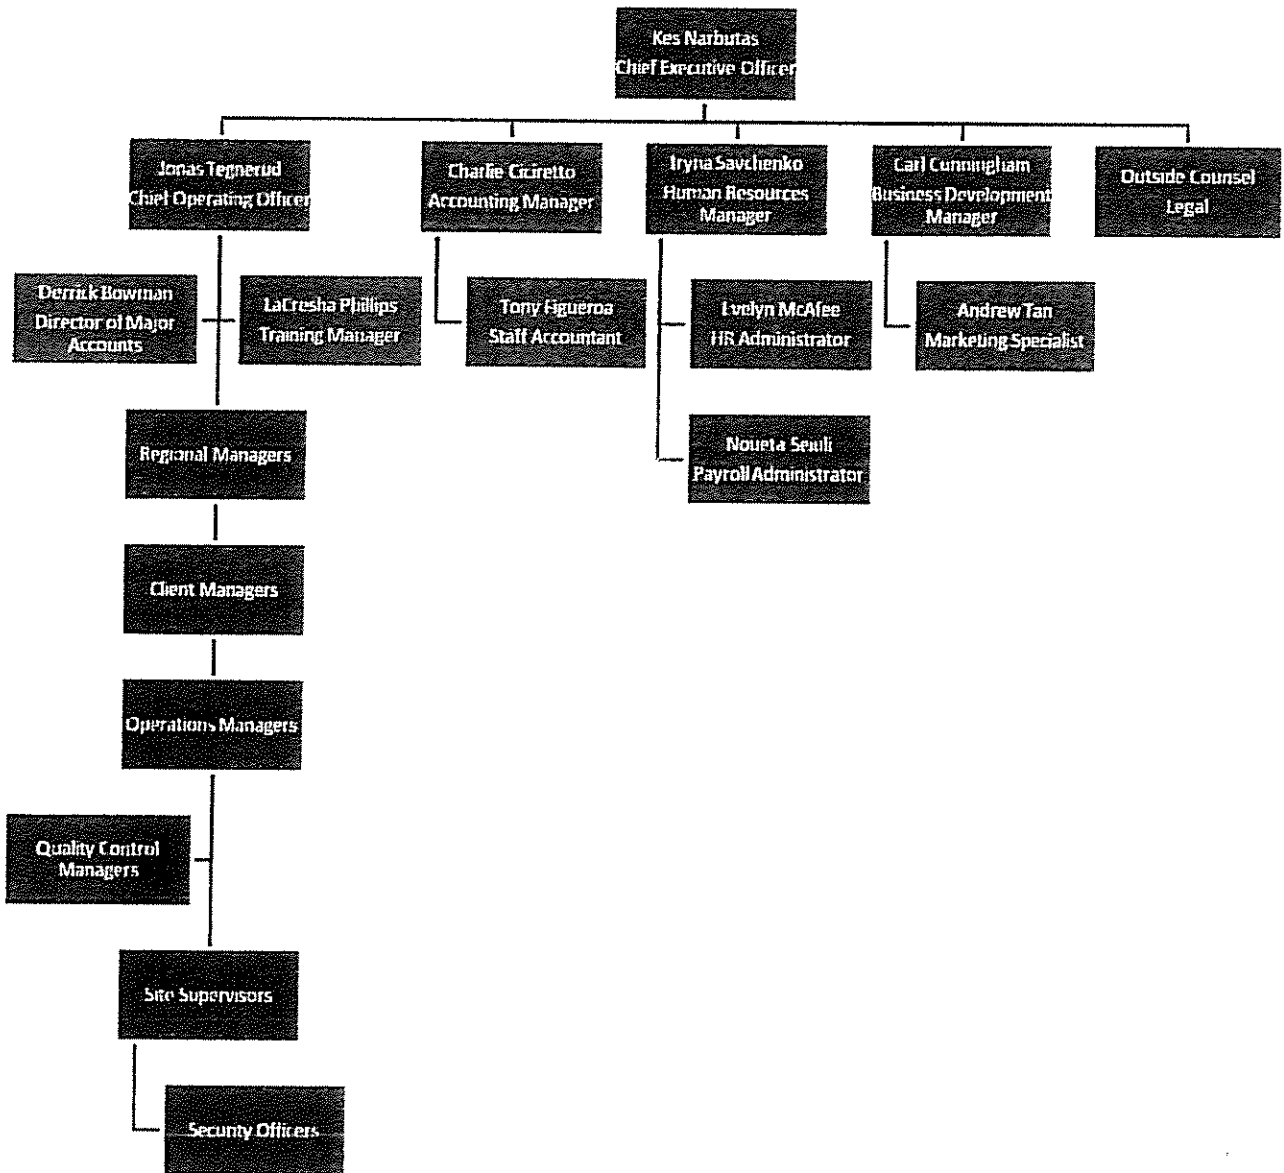 Kes Narbutas
Chief Executive Officer
Jonas Tegnerud
Chief Operating Officer
Charlie Ciciretto
Accounting Manager
Iryna Savchenko
Human Resources
Manager
Carl Cunningham
Business Development
Manager
Outside Counsel
Legal
Derrick Bowman
Director of Major
Accounts
LaCresha Phillips
Training Manager
Tony Figueroa
Staff Accountant
Evelyn McAfee
HR Administrator
Andrew Tan
Marketing Specialist
Regional Managers
Noueta Seiuli
Payroll Administrator
Client Managers
Operations Managers
Quality Control
Managers
Site Supervisors
Security Officers